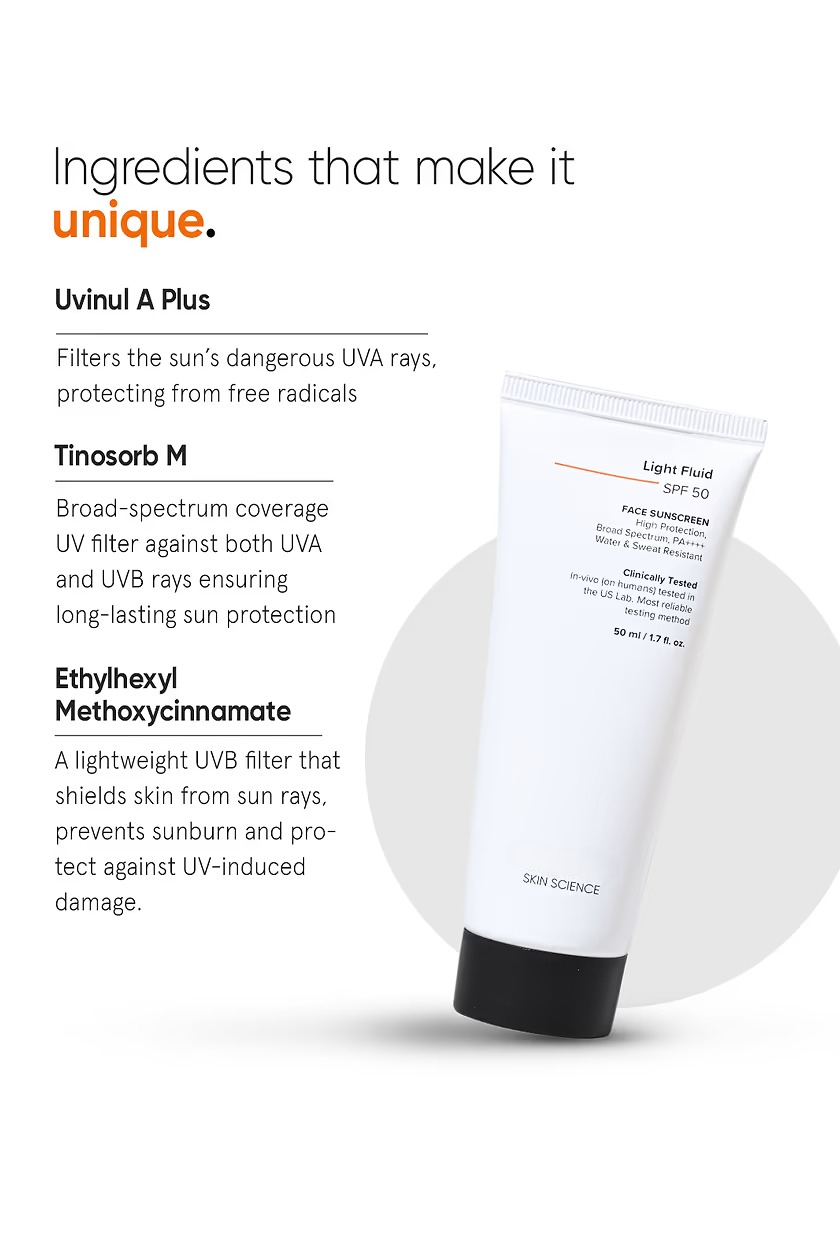 Ingredients that make it
unique.
Uvinul A Plus
Filters the sun’s dangerous UVA rays,
protecting from free radicals
Tinosorb M
Broad-spectrum coverage
UV filter against both UVA
and UVB rays ensuring
long-lasting sun protection
Ethylhexyl
Methoxycinnamate
A lightweight UVB filter that
shields skin from sun rays,
prevents sunburn and pro-
tect against UV-induced
damage.
Light Fluid
SPF 50
FACE SUNSCREEN
High Protection,
Broad Spectrum, PA++++
Water & Sweat Resistant
Clinically Tested
in-vivo (on humans) tested in
the US Lab. Most reliable
testing method
50 ml / 1.7 fl. oz.
SKIN SCIENCE